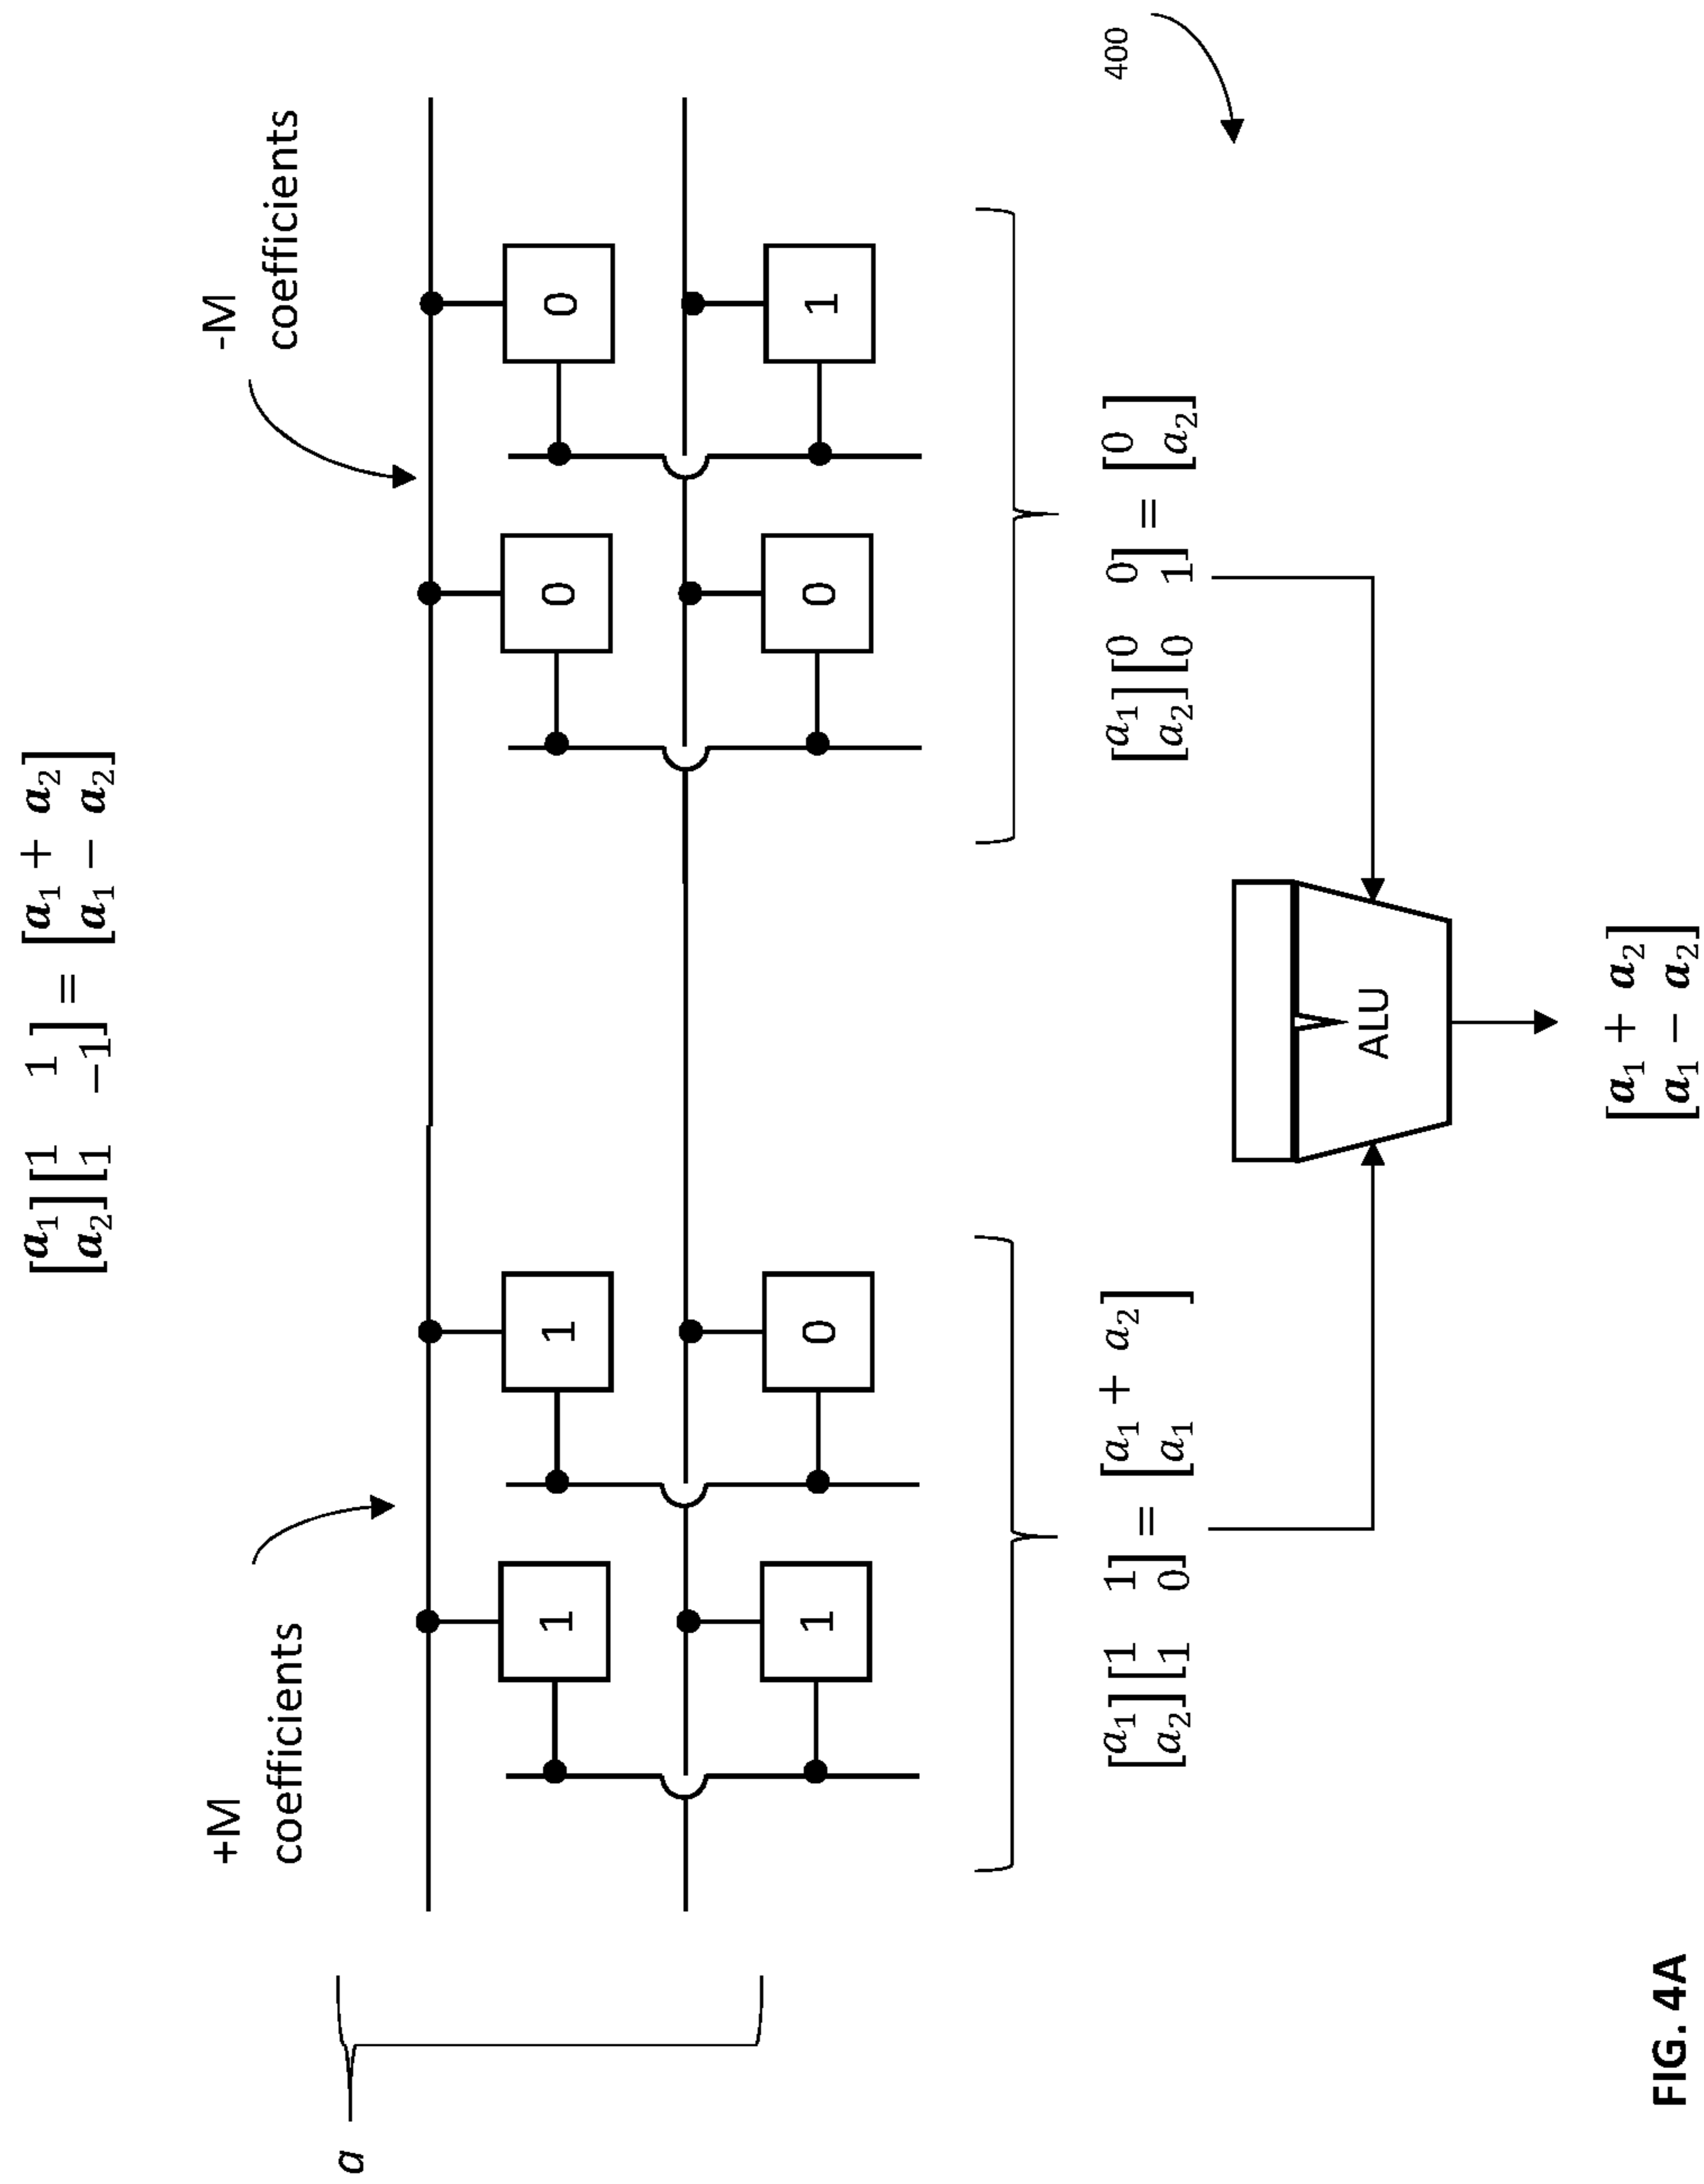 [a₁ a₂][1 1 1 −1] = [a₁ + a₂ a₁ − a₂]
+M coefficients
-M coefficients
a
1 1 0 0
1 0 0 1
[a₁ a₂][1 1 1 0] = [a₁ + a₂ a₁]
[a₁ a₂][0 0 0 1] = [0 a₂]
ALU
400
[a₁ + a₂ a₁ − a₂]
FIG. 4A